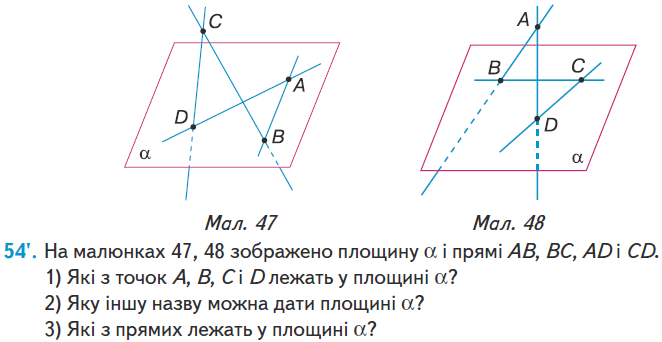 C
A
D
B
α
A
B
C
D
α
Мал. 47
Мал. 48
54'. На малюнках 47, 48 зображено площину α і прямі AB, BC, AD і CD.
1) Які з точок A, B, C і D лежать у площині α?
2) Яку іншу назву можна дати площині α?
3) Які з прямих лежать у площині α?